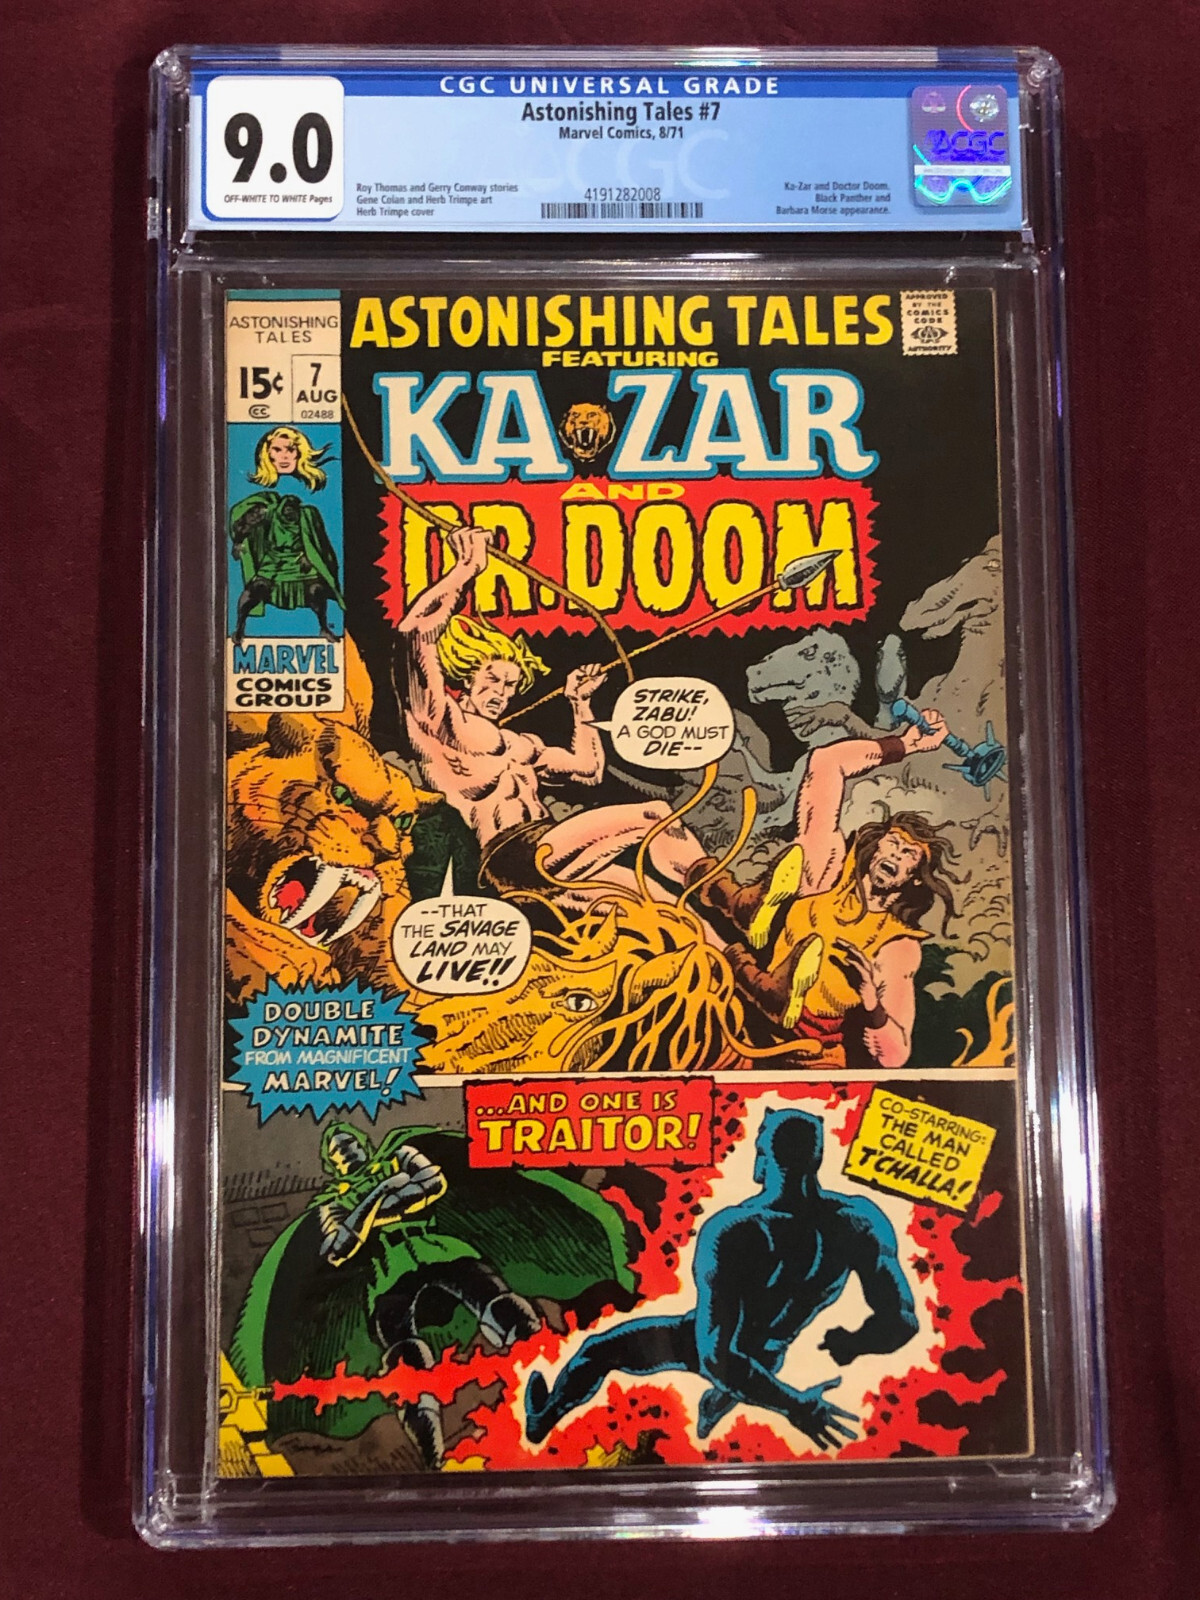 CGC UNIVERSAL GRADE
9.0
OFF-WHITE TO WHITE Pages
Astonishing Tales #7
Marvel Comics, 8/71
CGC
Roy Thomas and Gerry Conway stories
Gene Colan and Herb Trimpe art
Herb Trimpe cover
4191282008
Ka-Zar and Doctor Doom.
Black Panther and
Barbara Morse appearance.
CGC
ASTONISHING
TALES
15¢
CC
7
AUG
02488
MARVEL
COMICS
GROUP
ASTONISHING TALES
FEATURING
KA-ZAR
AND
DR. DOOM
APPROVED
BY THE
COMICS
CODE
AUTHORITY
STRIKE,
ZABU!
A GOD MUST
DIE--
--THAT
THE SAVAGE
LAND MAY
LIVE!!
DOUBLE
DYNAMITE
FROM MAGNIFICENT
MARVEL!
...AND ONE IS
TRAITOR!
CO-STARRING:
THE MAN
CALLED
T'CHALLA!